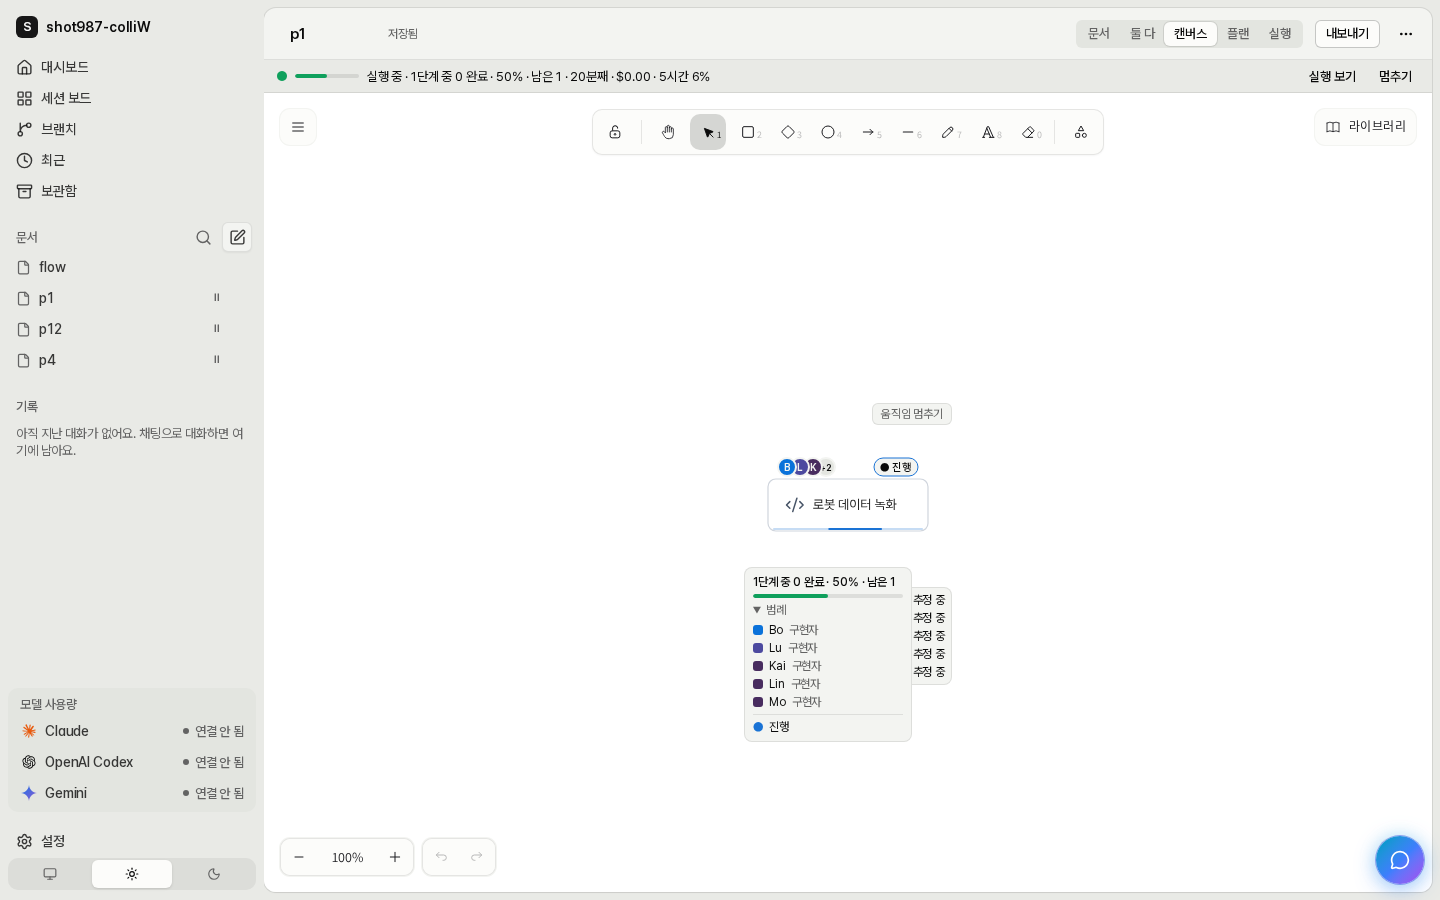 S shot987-colliW
대시보드
세션 보드
브랜치
최근
보관함
문서
flow
p1
p12
p4
기록
아직 지난 대화가 없어요. 채팅으로 대화하면 여
기에 남아요.
모델 사용량
Claude 연결 안 됨
OpenAI Codex 연결 안 됨
Gemini 연결 안 됨
설정
p1 저장됨
문서 둘 다 캔버스 플랜 실행 내보내기
실행 중 · 1단계 중 0 완료 · 50% · 남은 1 · 20분째 · $0.00 · 5시간 6%
실행 보기 멈추기
1 2 3 4 5 6 7 8 0
라이브러리
움직임 멈추기
B L K +2 진행
로봇 데이터 녹화
1단계 중 0 완료 · 50% · 남은 1
▼ 범례
Bo 구현자
Lu 구현자
Kai 구현자
Lin 구현자
Mo 구현자
진행
추정 중
추정 중
추정 중
추정 중
추정 중
100%